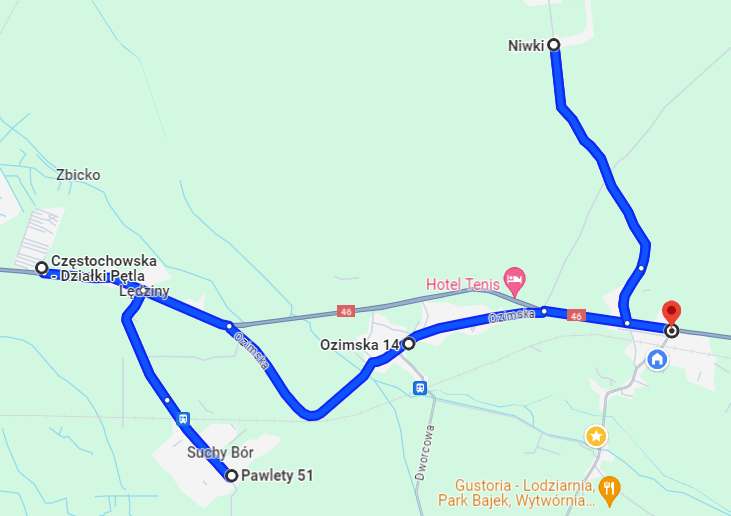 Niwki
Zbicko
Częstochowska
- Działki Pętla
Lędziny
Hotel Tenis
46
Ozimska
46
Ozimska
Ozimska 14
Dworcowa
Suchy Bór
Pawlety 51
Gustoria - Lodziarnia,
Park Bajek, Wytwórnia...